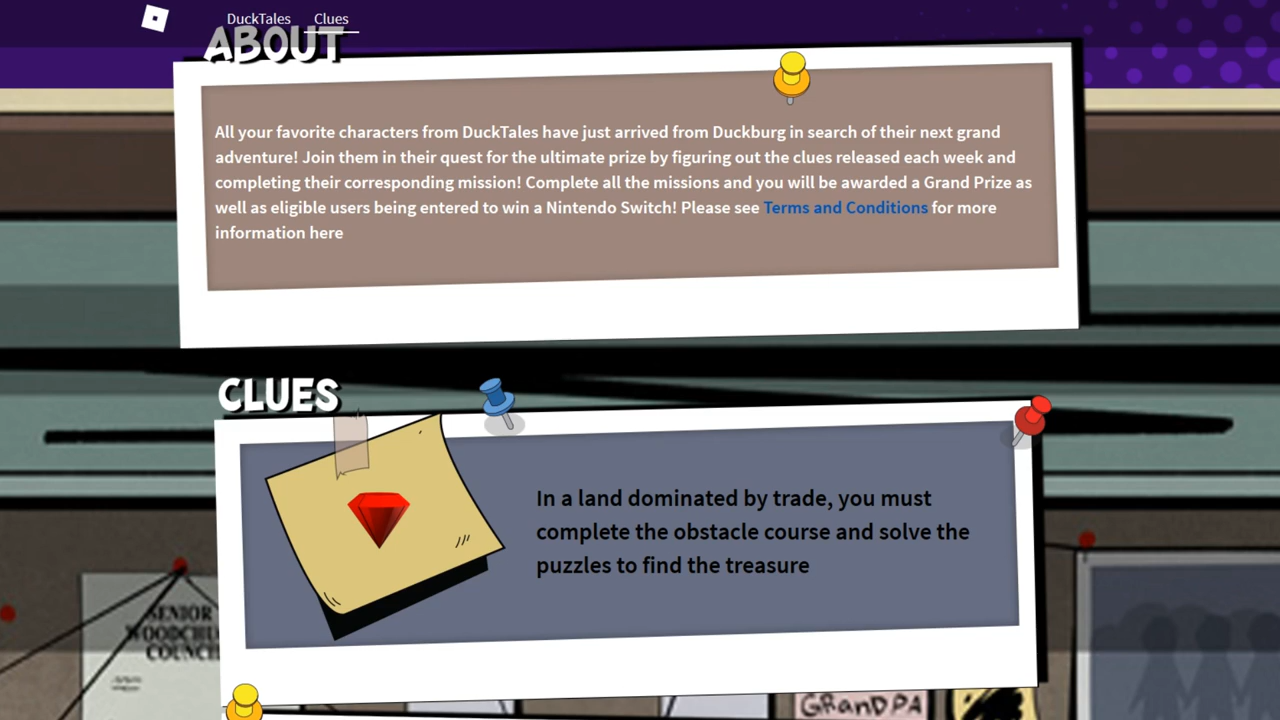 DuckTales Clues
ABOUT
All your favorite characters from DuckTales have just arrived from Duckburg in search of their next grand
adventure! Join them in their quest for the ultimate prize by figuring out the clues released each week and
completing their corresponding mission! Complete all the missions and you will be awarded a Grand Prize as
well as eligible users being entered to win a Nintendo Switch! Please see Terms and Conditions for more
information here
CLUES
In a land dominated by trade, you must
complete the obstacle course and solve the
puzzles to find the treasure
SENIOR
GRANDPA